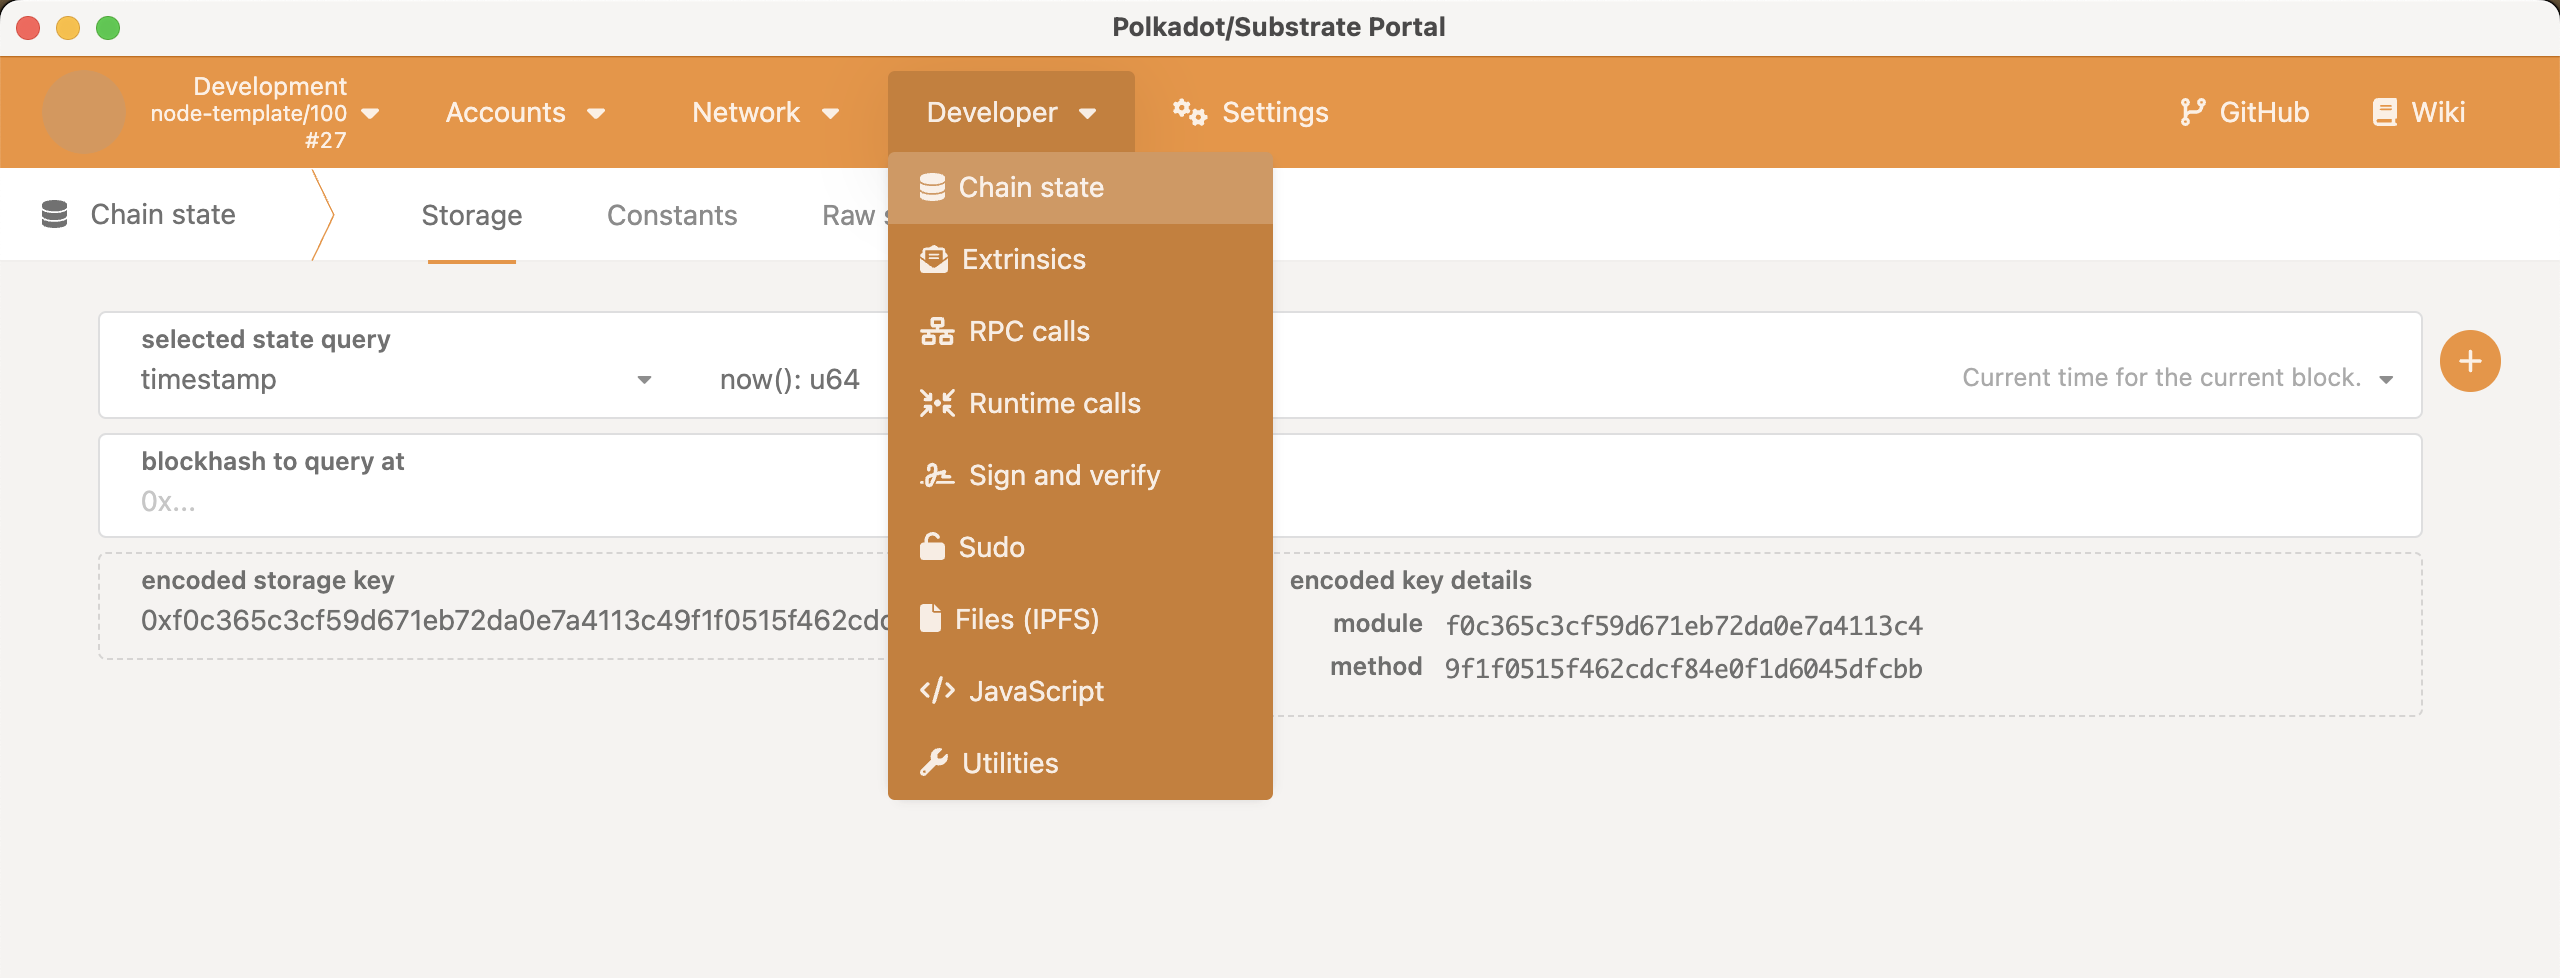 Polkadot/Substrate Portal
Development
node-template/100
#27
Accounts
Network
Developer
Settings
GitHub
Wiki
Chain state
Storage
Constants
Raw
Chain state
Extrinsics
RPC calls
Runtime calls
Sign and verify
Sudo
Files (IPFS)
JavaScript
Utilities
selected state query
timestamp
now(): u64
Current time for the current block.
blockhash to query at
0x...
encoded storage key
0xf0c365c3cf59d671eb72da0e7a4113c49f1f0515f462cdc
encoded key details
module f0c365c3cf59d671eb72da0e7a4113c4
method 9f1f0515f462cdcf84e0f1d6045dfcbb